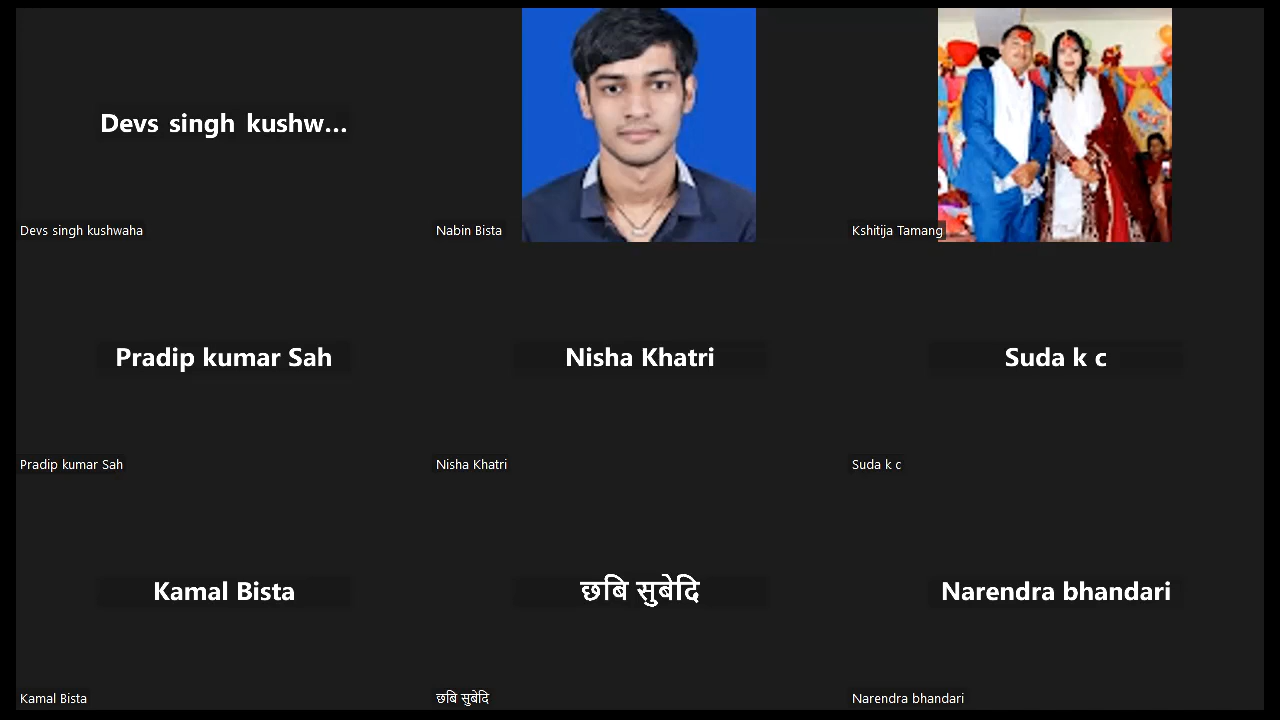 Devs singh kushw...
Devs singh kushwaha
Nabin Bista
Kshitija Tamang
Pradip kumar Sah
Nisha Khatri
Suda k c
Pradip kumar Sah
Nisha Khatri
Suda k c
Kamal Bista
छबि सुबेदि
Narendra bhandari
Kamal Bista
छबि सुबेदि
Narendra bhandari